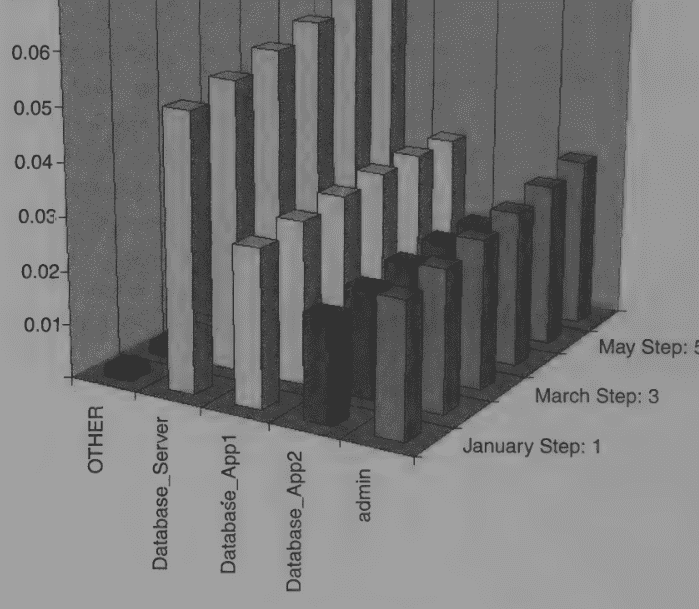 0.06
0.05
0.04
0.03
0.02
0.01
OTHER
Database_Server
Database_App1
Database_App2
admin
January Step: 1
March Step: 3
May Step: 5